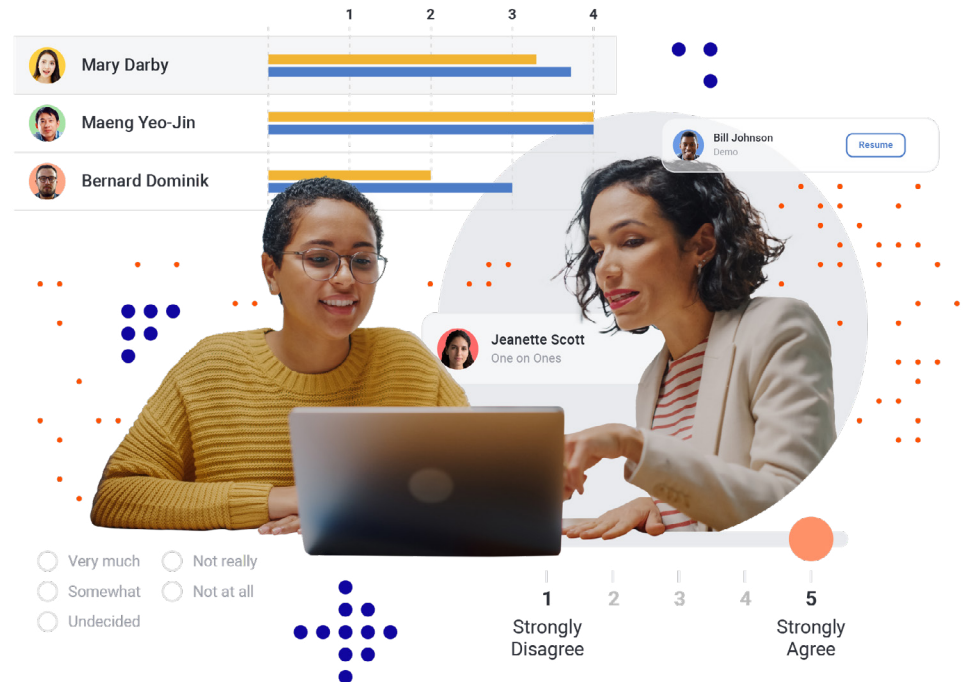 1 2 3 4
Mary Darby
Maeng Yeo-Jin
Bernard Dominik
Bill Johnson
Demo
Resume
Jeanette Scott
One on Ones
Very much Not really
Somewhat Not at all
Undecided
1 2 3 4 5
Strongly Strongly
Disagree Agree